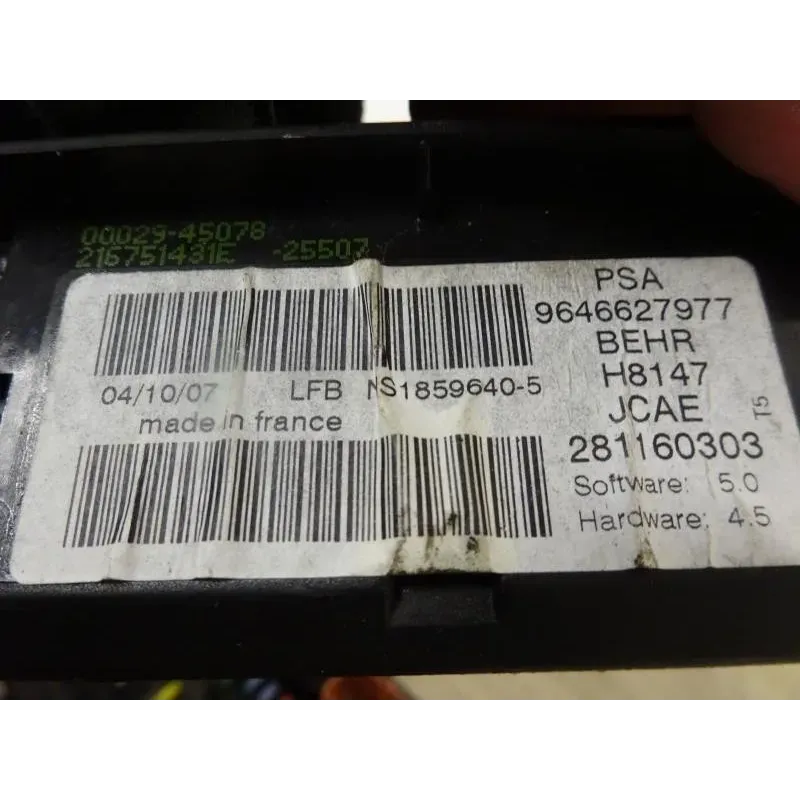 00029-45078
216751431E -25507
PSA
9646627977
BEHR
H8147
JCAE
281160303
T5
Software: 5.0
Hardware: 4.5
04/10/07 LFB NS1859640-5
made in france